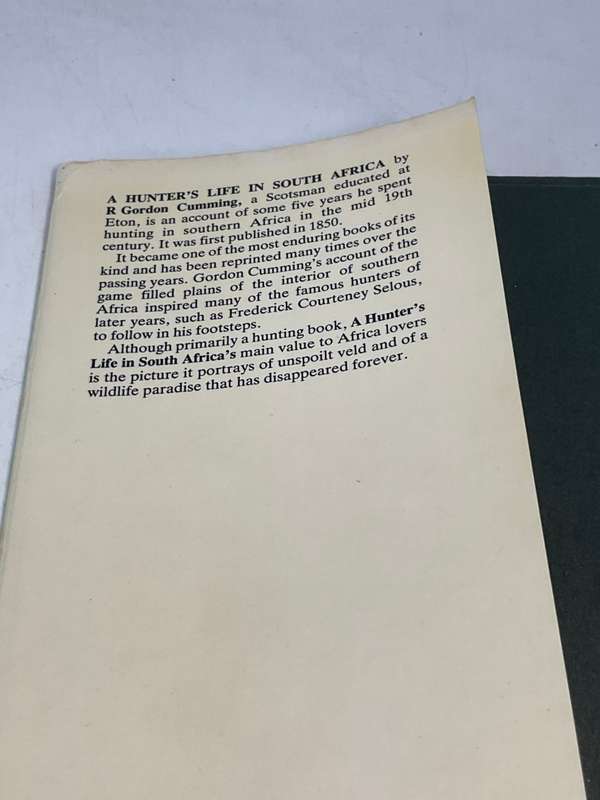 A HUNTER'S LIFE IN SOUTH AFRICA by
R Gordon Cumming, a Scotsman educated at
Eton, is an account of some five years he spent
hunting in southern Africa in the mid 19th
century. It was first published in 1850.
It became one of the most enduring books of its
kind and has been reprinted many times over the
passing years. Gordon Cumming's account of the
game filled plains of the interior of southern
Africa inspired many of the famous hunters of
later years, such as Frederick Courteney Selous,
to follow in his footsteps.
Although primarily a hunting book, A Hunter's
Life in South Africa's main value to Africa lovers
is the picture it portrays of unspoilt veld and of a
wildlife paradise that has disappeared forever.